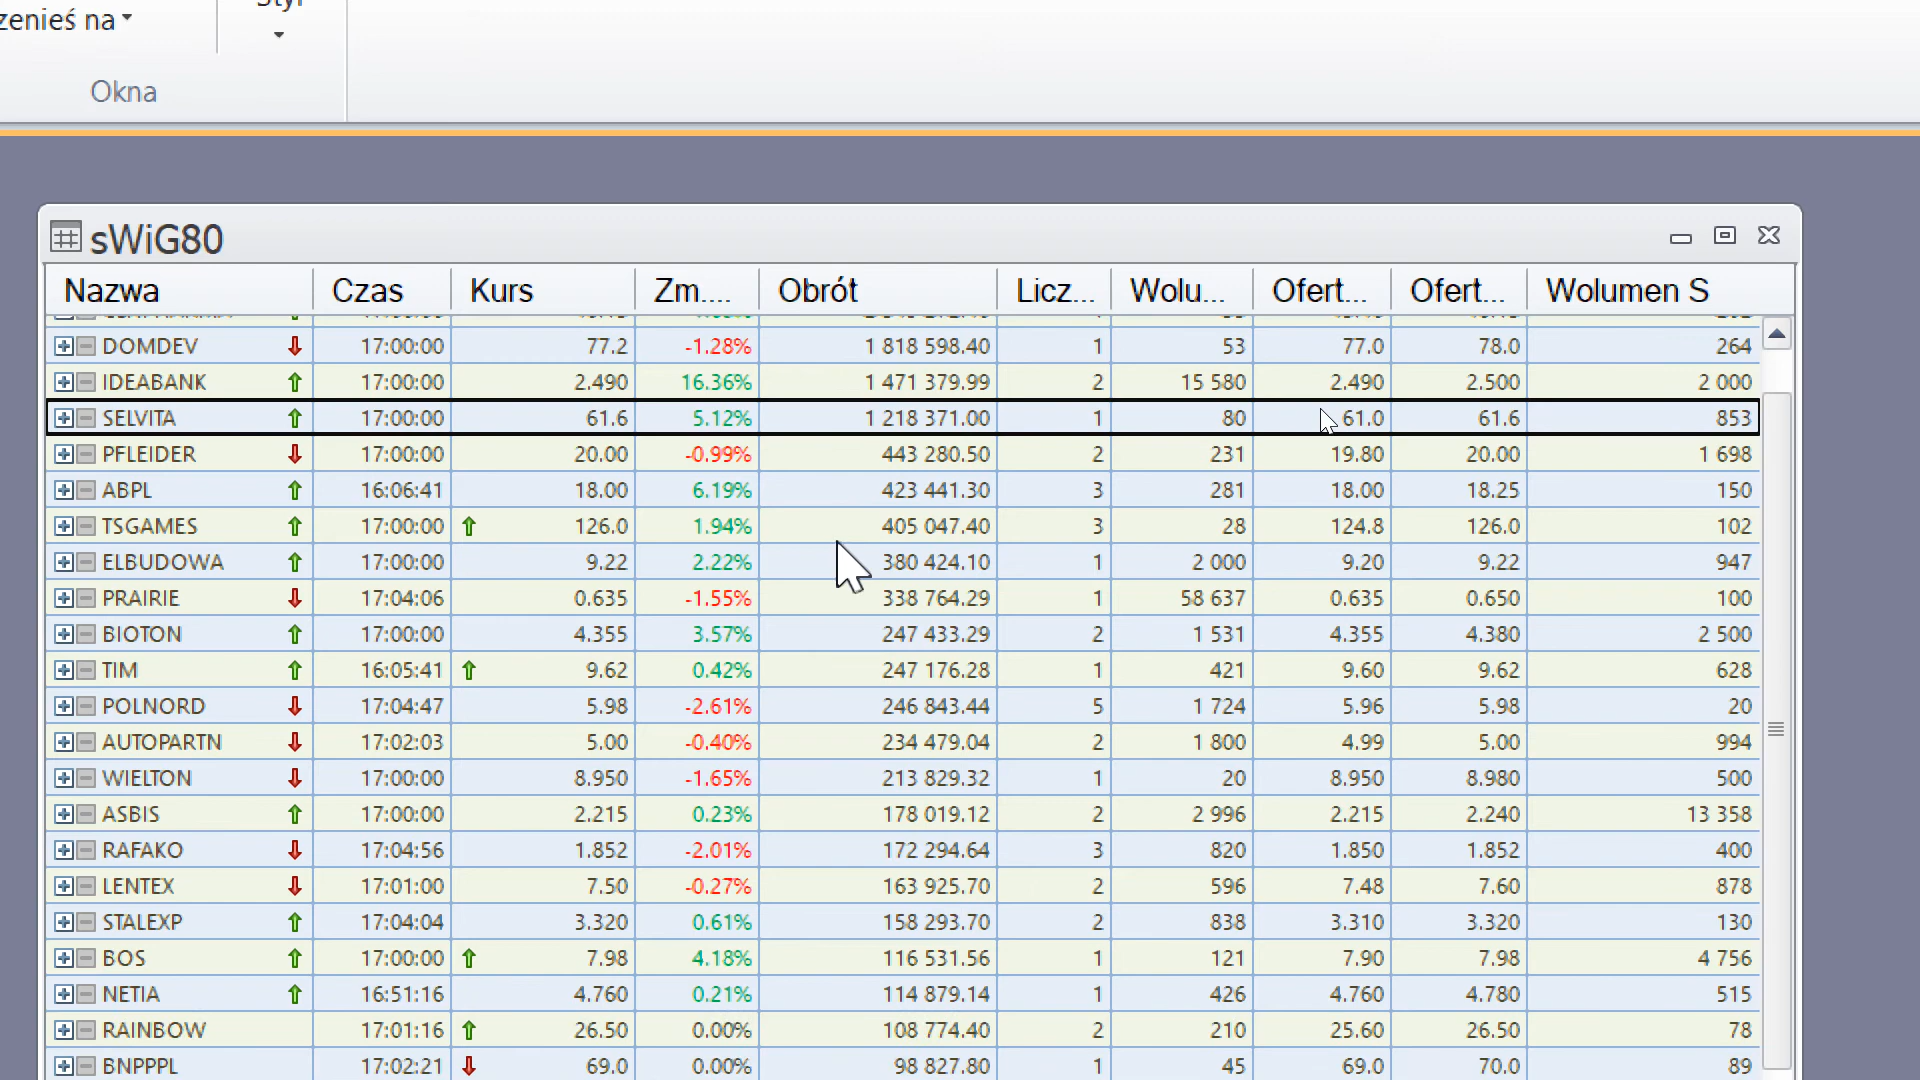 zenieś na
Styl
Okna
sWiG80
Nazwa Czas Kurs Zm.... Obrót Licz... Wolu... Ofert... Ofert... Wolumen S
DOMDEV 17:00:00 77.2 -1.28% 1 818 598.40 1 53 77.0 78.0 264
IDEABANK 17:00:00 2.490 16.36% 1 471 379.99 2 15 580 2.490 2.500 2 000
SELVITA 17:00:00 61.6 5.12% 1 218 371.00 1 80 61.0 61.6 853
PFLEIDER 17:00:00 20.00 -0.99% 443 280.50 2 231 19.80 20.00 1 698
ABPL 16:06:41 18.00 6.19% 423 441.30 3 281 18.00 18.25 150
TSGAMES 17:00:00 126.0 1.94% 405 047.40 3 28 124.8 126.0 102
ELBUDOWA 17:00:00 9.22 2.22% 380 424.10 1 2 000 9.20 9.22 947
PRAIRIE 17:04:06 0.635 -1.55% 338 764.29 1 58 637 0.635 0.650 100
BIOTON 17:00:00 4.355 3.57% 247 433.29 2 1 531 4.355 4.380 2 500
TIM 16:05:41 9.62 0.42% 247 176.28 1 421 9.60 9.62 628
POLNORD 17:04:47 5.98 -2.61% 246 843.44 5 1 724 5.96 5.98 20
AUTOPARTN 17:02:03 5.00 -0.40% 234 479.04 2 1 800 4.99 5.00 994
WIELTON 17:00:00 8.950 -1.65% 213 829.32 1 20 8.950 8.980 500
ASBIS 17:00:00 2.215 0.23% 178 019.12 2 2 996 2.215 2.240 13 358
RAFAKO 17:04:56 1.852 -2.01% 172 294.64 3 820 1.850 1.852 400
LENTEX 17:01:00 7.50 -0.27% 163 925.70 2 596 7.48 7.60 878
STALEXP 17:04:04 3.320 0.61% 158 293.70 2 838 3.310 3.320 130
BOS 17:00:00 7.98 4.18% 116 531.56 1 121 7.90 7.98 4 756
NETIA 16:51:16 4.760 0.21% 114 879.14 1 426 4.760 4.780 515
RAINBOW 17:01:16 26.50 0.00% 108 774.40 2 210 25.60 26.50 78
BNPPPL 17:02:21 69.0 0.00% 98 827.80 1 45 69.0 70.0 89